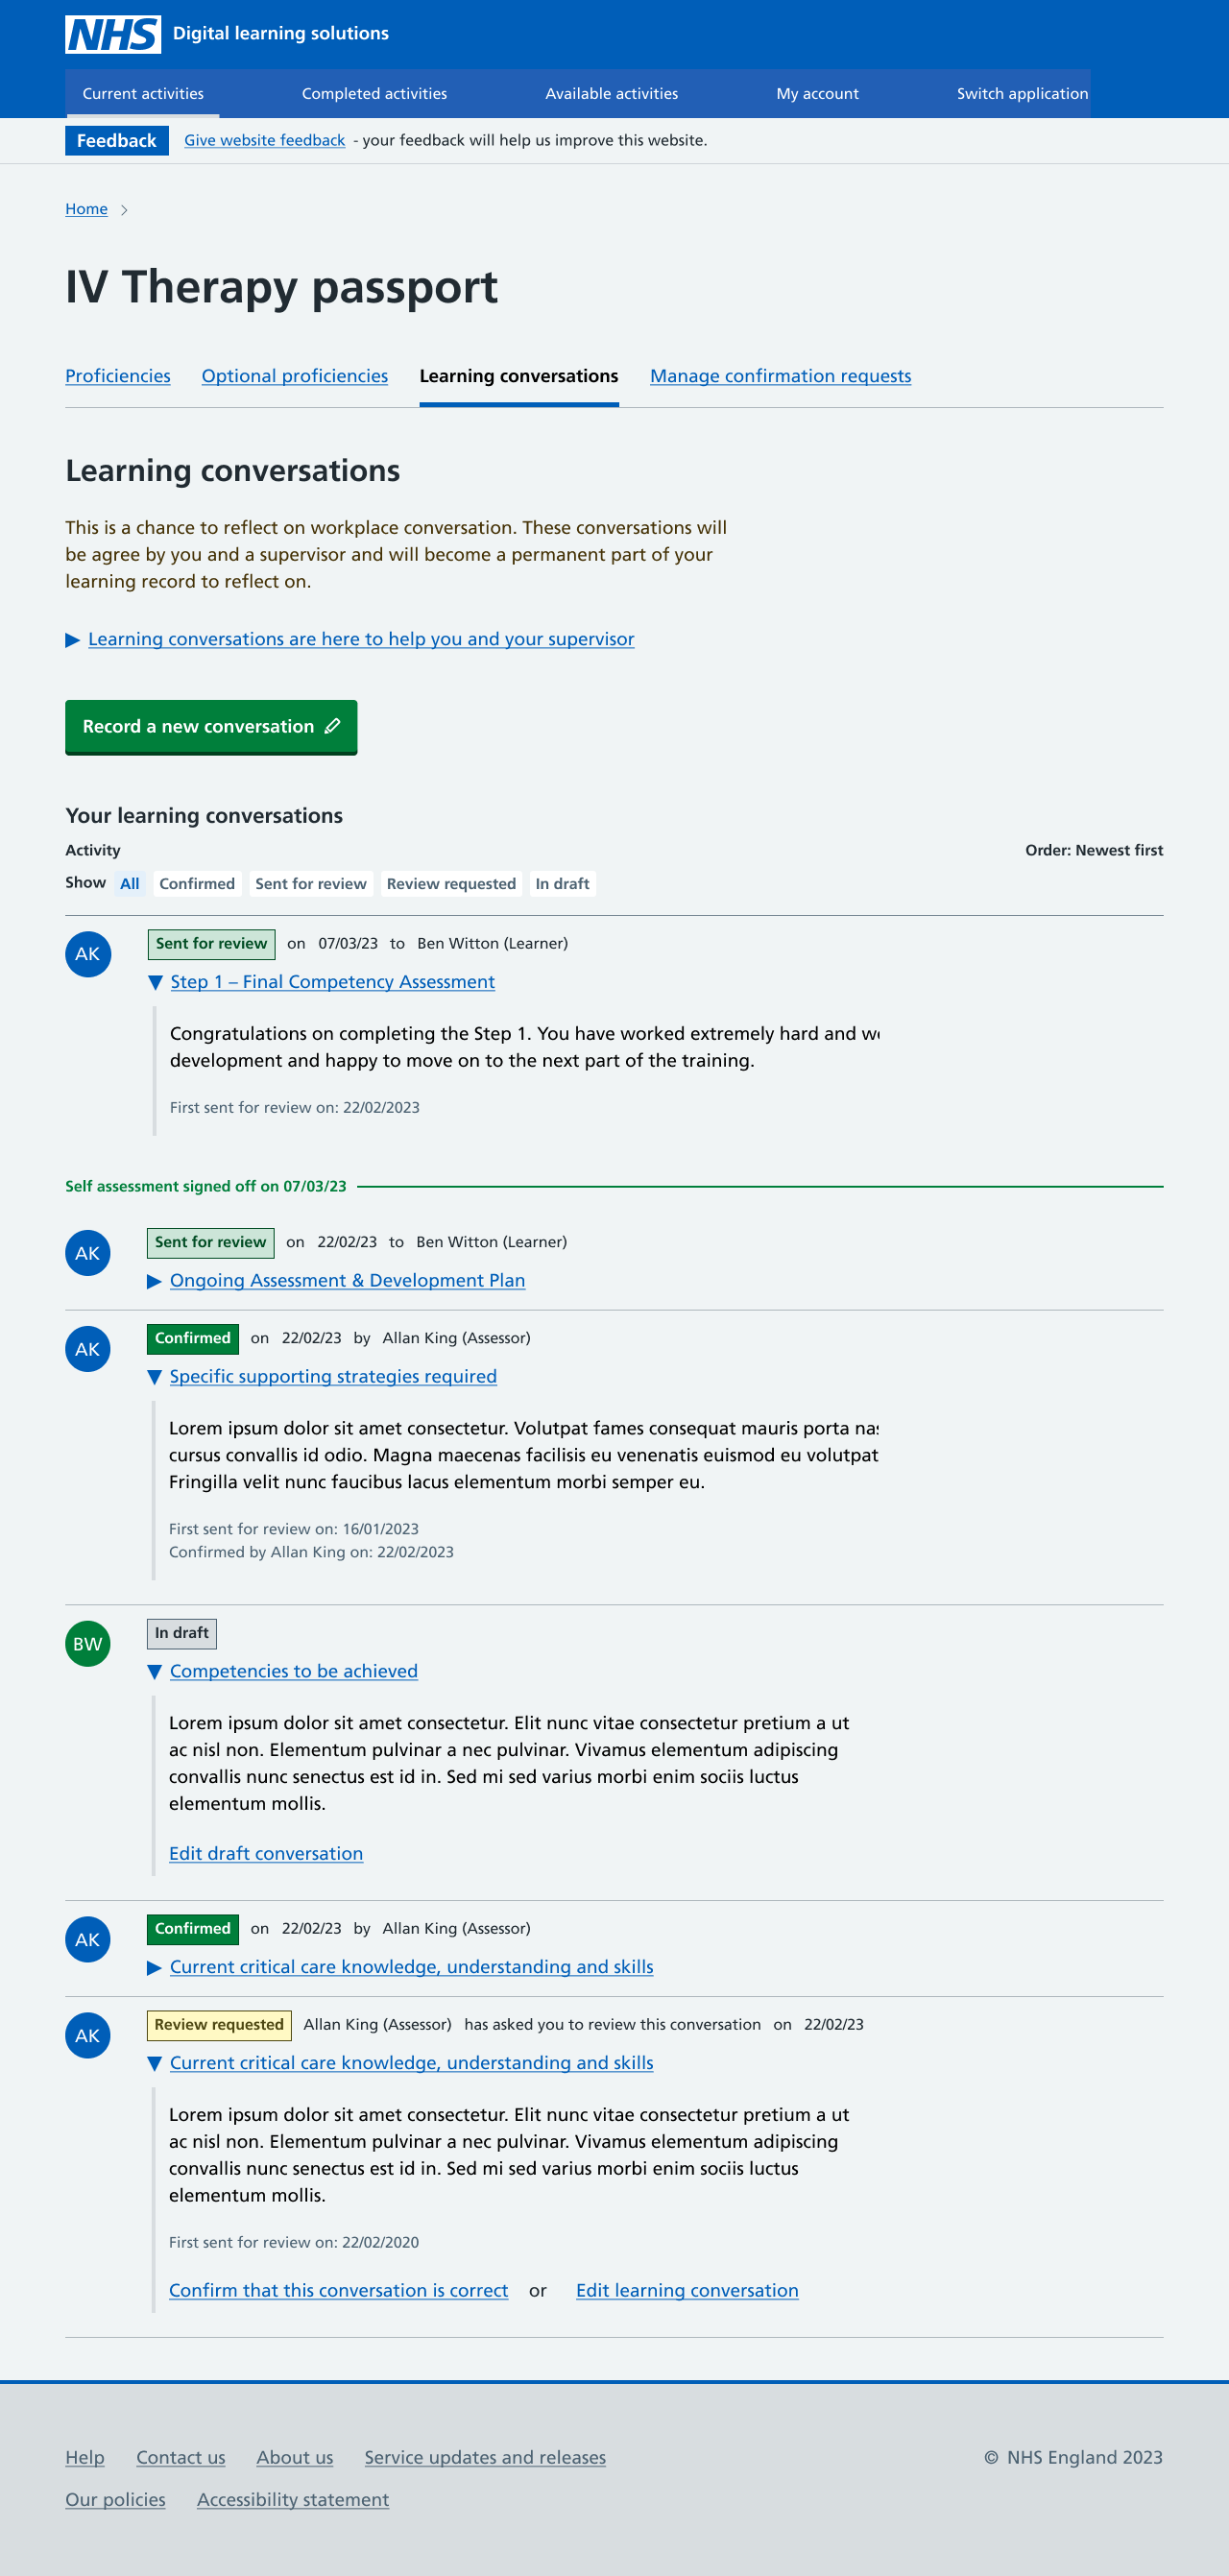 NHS Digital learning solutions
Current activities Completed activities Available activities My account Switch application
Feedback Give website feedback - your feedback will help us improve this website.
Home
IV Therapy passport
Proficiencies Optional proficiencies Learning conversations Manage confirmation requests
Learning conversations
This is a chance to reflect on workplace conversation. These conversations will
be agree by you and a supervisor and will become a permanent part of your
learning record to reflect on.
Learning conversations are here to help you and your supervisor
Record a new conversation
Your learning conversations
Activity Order: Newest first
Show All Confirmed Sent for review Review requested In draft
AK Sent for review on 07/03/23 to Ben Witton (Learner)
Step 1 – Final Competency Assessment
Congratulations on completing the Step 1. You have worked extremely hard and
development and happy to move on to the next part of the training.
First sent for review on: 22/02/2023
Self assessment signed off on 07/03/23
AK Sent for review on 22/02/23 to Ben Witton (Learner)
Ongoing Assessment & Development Plan
AK Confirmed on 22/02/23 by Allan King (Assessor)
Specific supporting strategies required
Lorem ipsum dolor sit amet consectetur. Volutpat fames consequat mauris porta
cursus convallis id odio. Magna maecenas facilisis eu venenatis euismod eu volutpat
Fringilla velit nunc faucibus lacus elementum morbi semper eu.
First sent for review on: 16/01/2023
Confirmed by Allan King on: 22/02/2023
BW In draft
Competencies to be achieved
Lorem ipsum dolor sit amet consectetur. Elit nunc vitae consectetur pretium a ut
ac nisl non. Elementum pulvinar a nec pulvinar. Vivamus elementum adipiscing
convallis nunc senectus est id in. Sed mi sed varius morbi enim sociis luctus
elementum mollis.
Edit draft conversation
AK Confirmed on 22/02/23 by Allan King (Assessor)
Current critical care knowledge, understanding and skills
AK Review requested Allan King (Assessor) has asked you to review this conversation on 22/02/23
Current critical care knowledge, understanding and skills
Lorem ipsum dolor sit amet consectetur. Elit nunc vitae consectetur pretium a ut
ac nisl non. Elementum pulvinar a nec pulvinar. Vivamus elementum adipiscing
convallis nunc senectus est id in. Sed mi sed varius morbi enim sociis luctus
elementum mollis.
First sent for review on: 22/02/2020
Confirm that this conversation is correct or Edit learning conversation
Help Contact us About us Service updates and releases © NHS England 2023
Our policies Accessibility statement